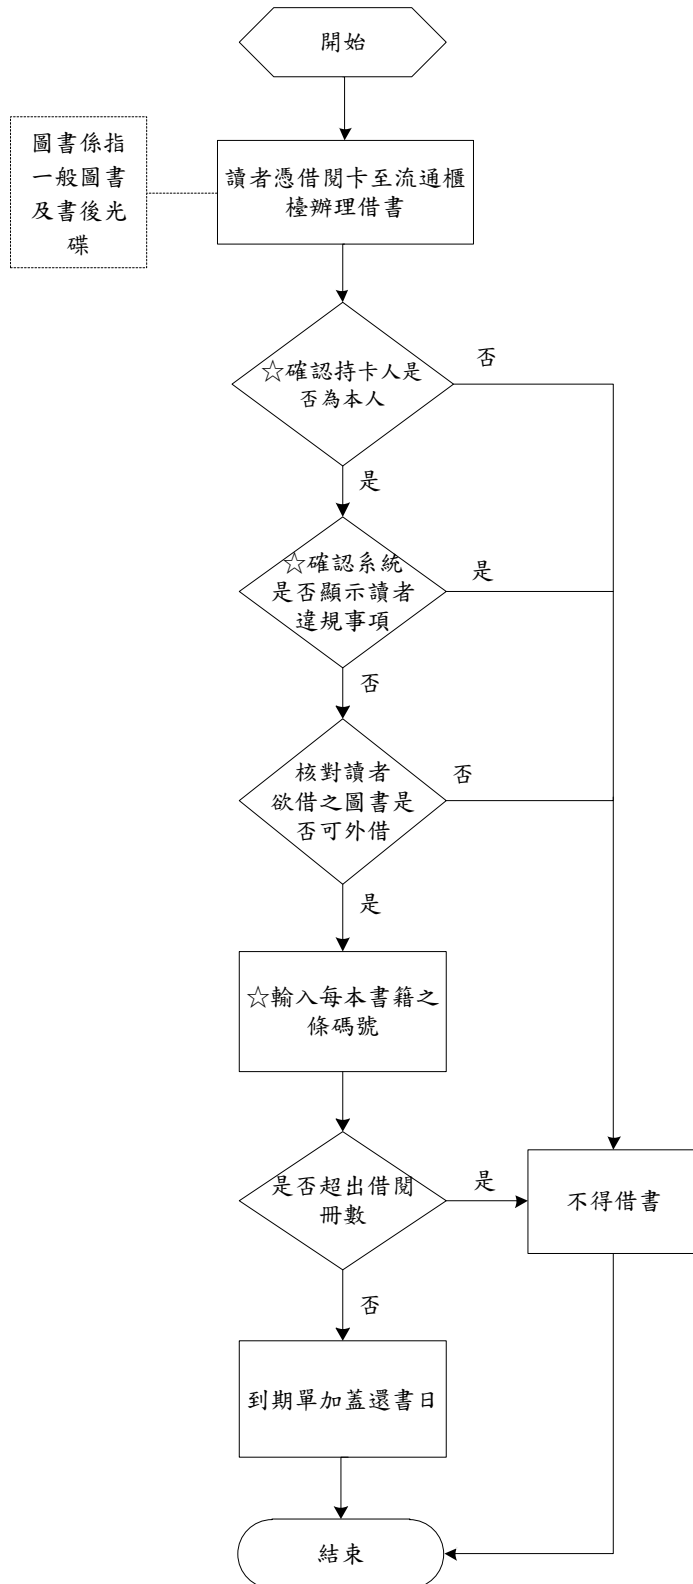 開始
圖書係指
一般圖書
及書後光
碟
讀者憑借閱卡至流通櫃
檯辦理借書
☆確認持卡人是
否為本人
否
是
☆確認系統
是否顯示讀者
違規事項
是
否
核對讀者
欲借之圖書是
否可外借
否
是
☆輸入每本書籍之
條碼號
是否超出借閱
冊數
是
不得借書
否
到期單加蓋還書日
結束